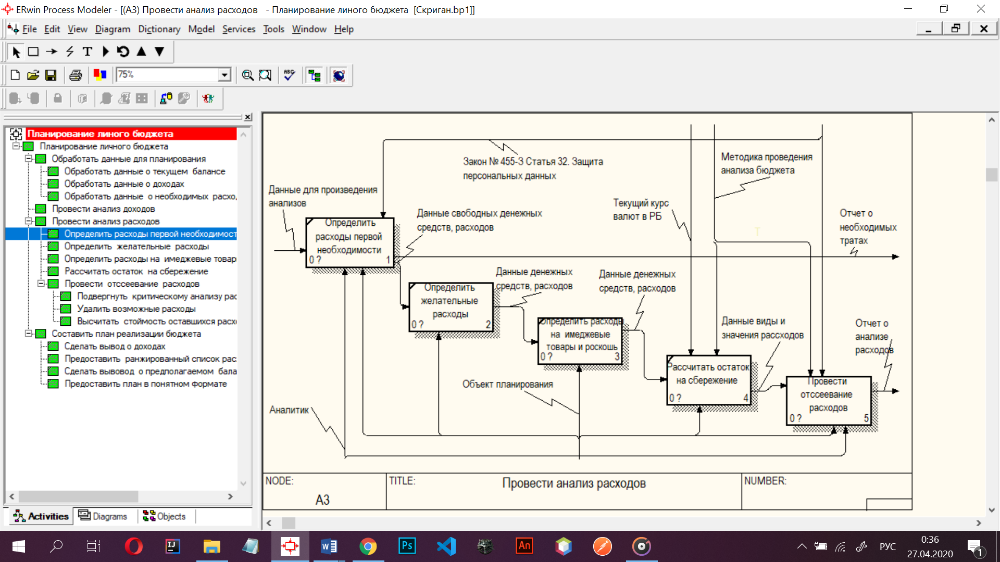 ERwin Process Modeler - [(A3) Провести анализ расходов - Планирование линого бюджета [Скриган.bp1]]
File Edit View Diagram Dictionary Model Services Tools Window Help
T
75%
ABC
Планирование линого бюджета
Планирование личного бюджета
Обработать данные для планирования
Обработать данные о текущем балансе
Обработать данные о доходах
Обработать данные о необходимых расхо
Провести анализ доходов
Провести анализ расходов
Определить расходы первой необходимост
Определить желательные расходы
Определить расходы на имеджевые товар
Рассчитать остаток на сбережение
Провести отссеевание расходов
Подвергнуть критическому анализу рас
Удалить возможные расходы
Высчитать стоимость оставшихся расх
Составить план реализации бюджета
Сделать вывод о доходах
Предоставить ранжированный список рас
Сделать вывовод о предполагаемом бала
Предоставить план в понятном формате
Activities Diagrams Objects
Закон № 455-З Статья 32. Защита
персональных данных
Методика проведения
анализа бюджета
Данные для произведения
анализов
Текущий курс
валют в РБ
Данные свободных денежных
средств, расходов
Отчет о
необходимых
тратах
T
Определить
расходы первой
необходимости
0 ? 1
Данные денежных
средств, расходов
Данные денежных
средств, расходов
Определить
желательные
расходы
0 ? 2
Определить расходы
на имеджевые
товары и роскошь
0 ? 3
Данные виды и
значения рассходов
Отчет о
анализе
расходов
Рассчитать остаток
на сбережение
0 ? 4
Провести
отссеевание
расходов
0 ? 5
Объект планирования
Аналитик
NODE: TITLE: NUMBER:
A3 Провести анализ расходов
IJ W Ps An РУС 0:36
27.04.2020 1